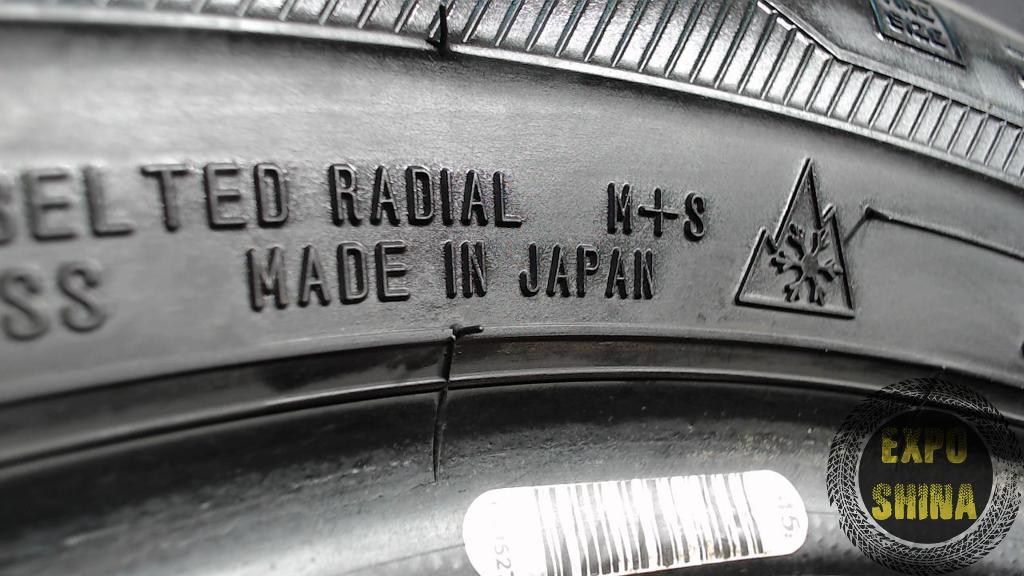 BELTED RADIAL M+S
SS MADE IN JAPAN
EXPO
SHINA